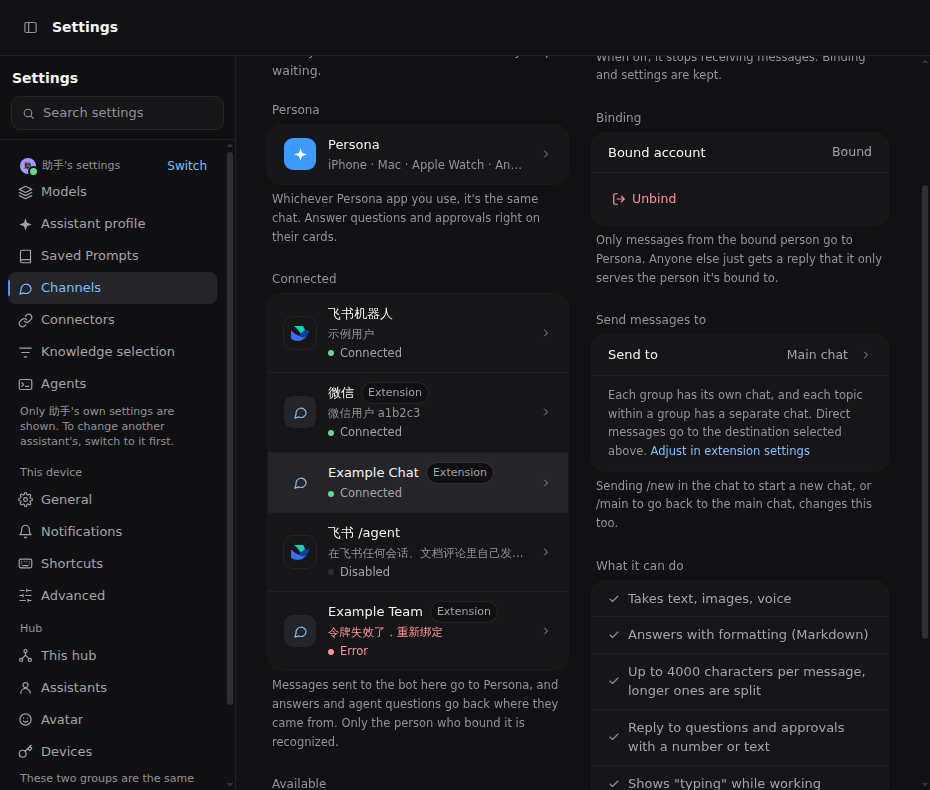 Settings
Settings
Search settings
助手's settings
Switch
Models
Assistant profile
Saved Prompts
Channels
Connectors
Knowledge selection
Agents
Only 助手's own settings are
shown. To change another
assistant's, switch to it first.
This device
General
Notifications
Shortcuts
Advanced
Hub
This hub
Assistants
Avatar
Devices
These two groups are the same
waiting.
Persona
Persona
iPhone · Mac · Apple Watch · An…
Whichever Persona app you use, it's the same
chat. Answer questions and approvals right on
their cards.
Connected
飞书机器人
示例用户
Connected
微信 Extension
微信用户 a1b2c3
Connected
Example Chat Extension
Connected
飞书 /agent
在飞书任何会话、文档评论里自己发…
Disabled
Example Team Extension
令牌失效了，重新绑定
Error
Messages sent to the bot here go to Persona, and
answers and agent questions go back where they
came from. Only the person who bound it is
recognized.
Available
When off, it stops receiving messages. Binding
and settings are kept.
Binding
Bound account
Bound
Unbind
Only messages from the bound person go to
Persona. Anyone else just gets a reply that it only
serves the person it's bound to.
Send messages to
Send to
Main chat
Each group has its own chat, and each topic
within a group has a separate chat. Direct
messages go to the destination selected
above. Adjust in extension settings
Sending /new in the chat to start a new chat, or
/main to go back to the main chat, changes this
too.
What it can do
Takes text, images, voice
Answers with formatting (Markdown)
Up to 4000 characters per message,
longer ones are split
Reply to questions and approvals
with a number or text
Shows "typing" while working